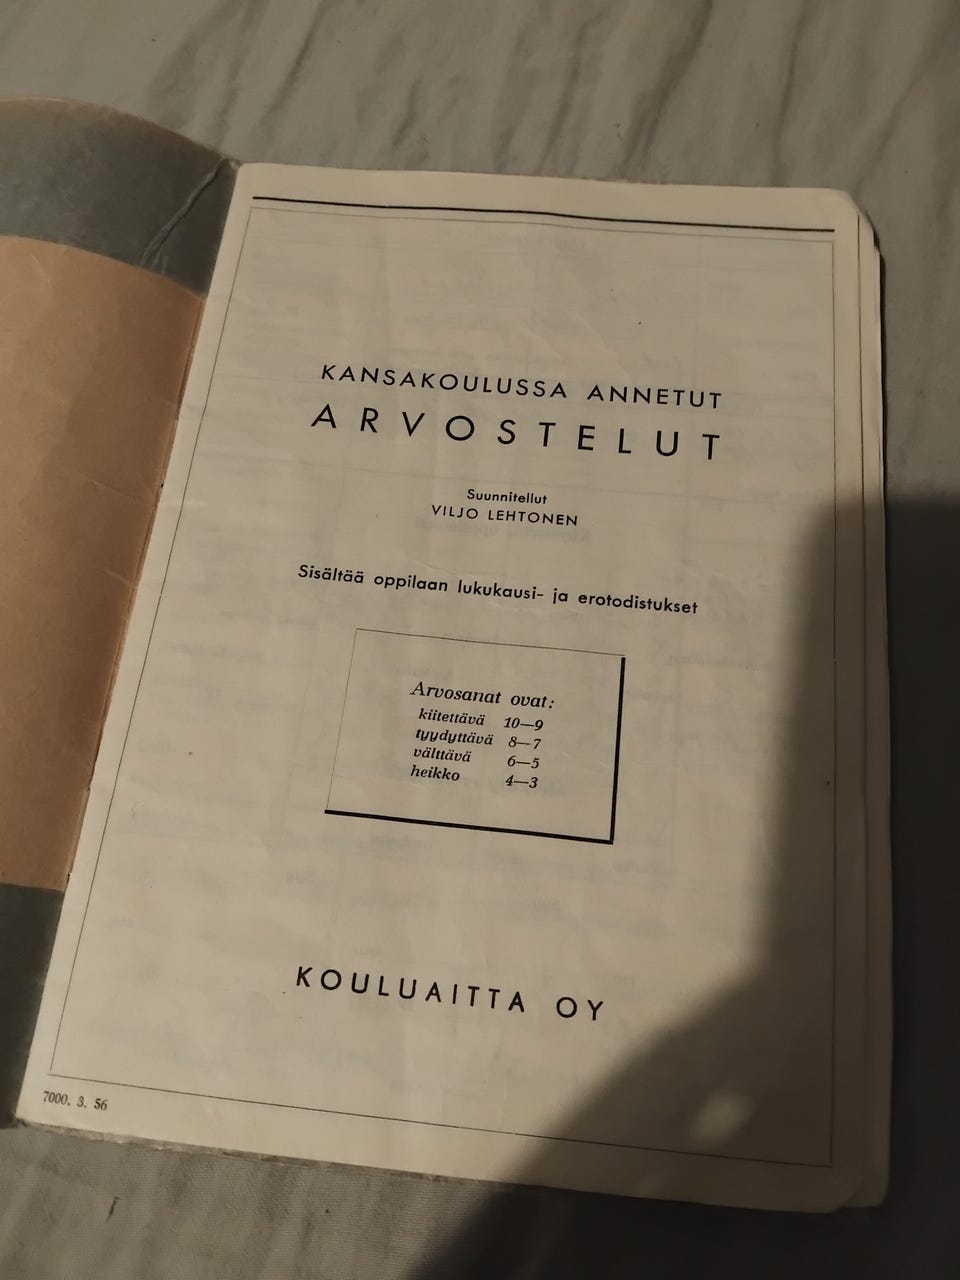 KANSAKOULUSSA ANNETUT
ARVOSTELUT
Suunnitellut
VILJO LEHTONEN
Sisältää oppilaan lukukausi- ja erotodistukset
Arvosanat ovat:
kiitettävä 10—9
tyydyttävä 8—7
välttävä 6—5
heikko 4—3
KOULUAITTA OY
7000. 3. 56